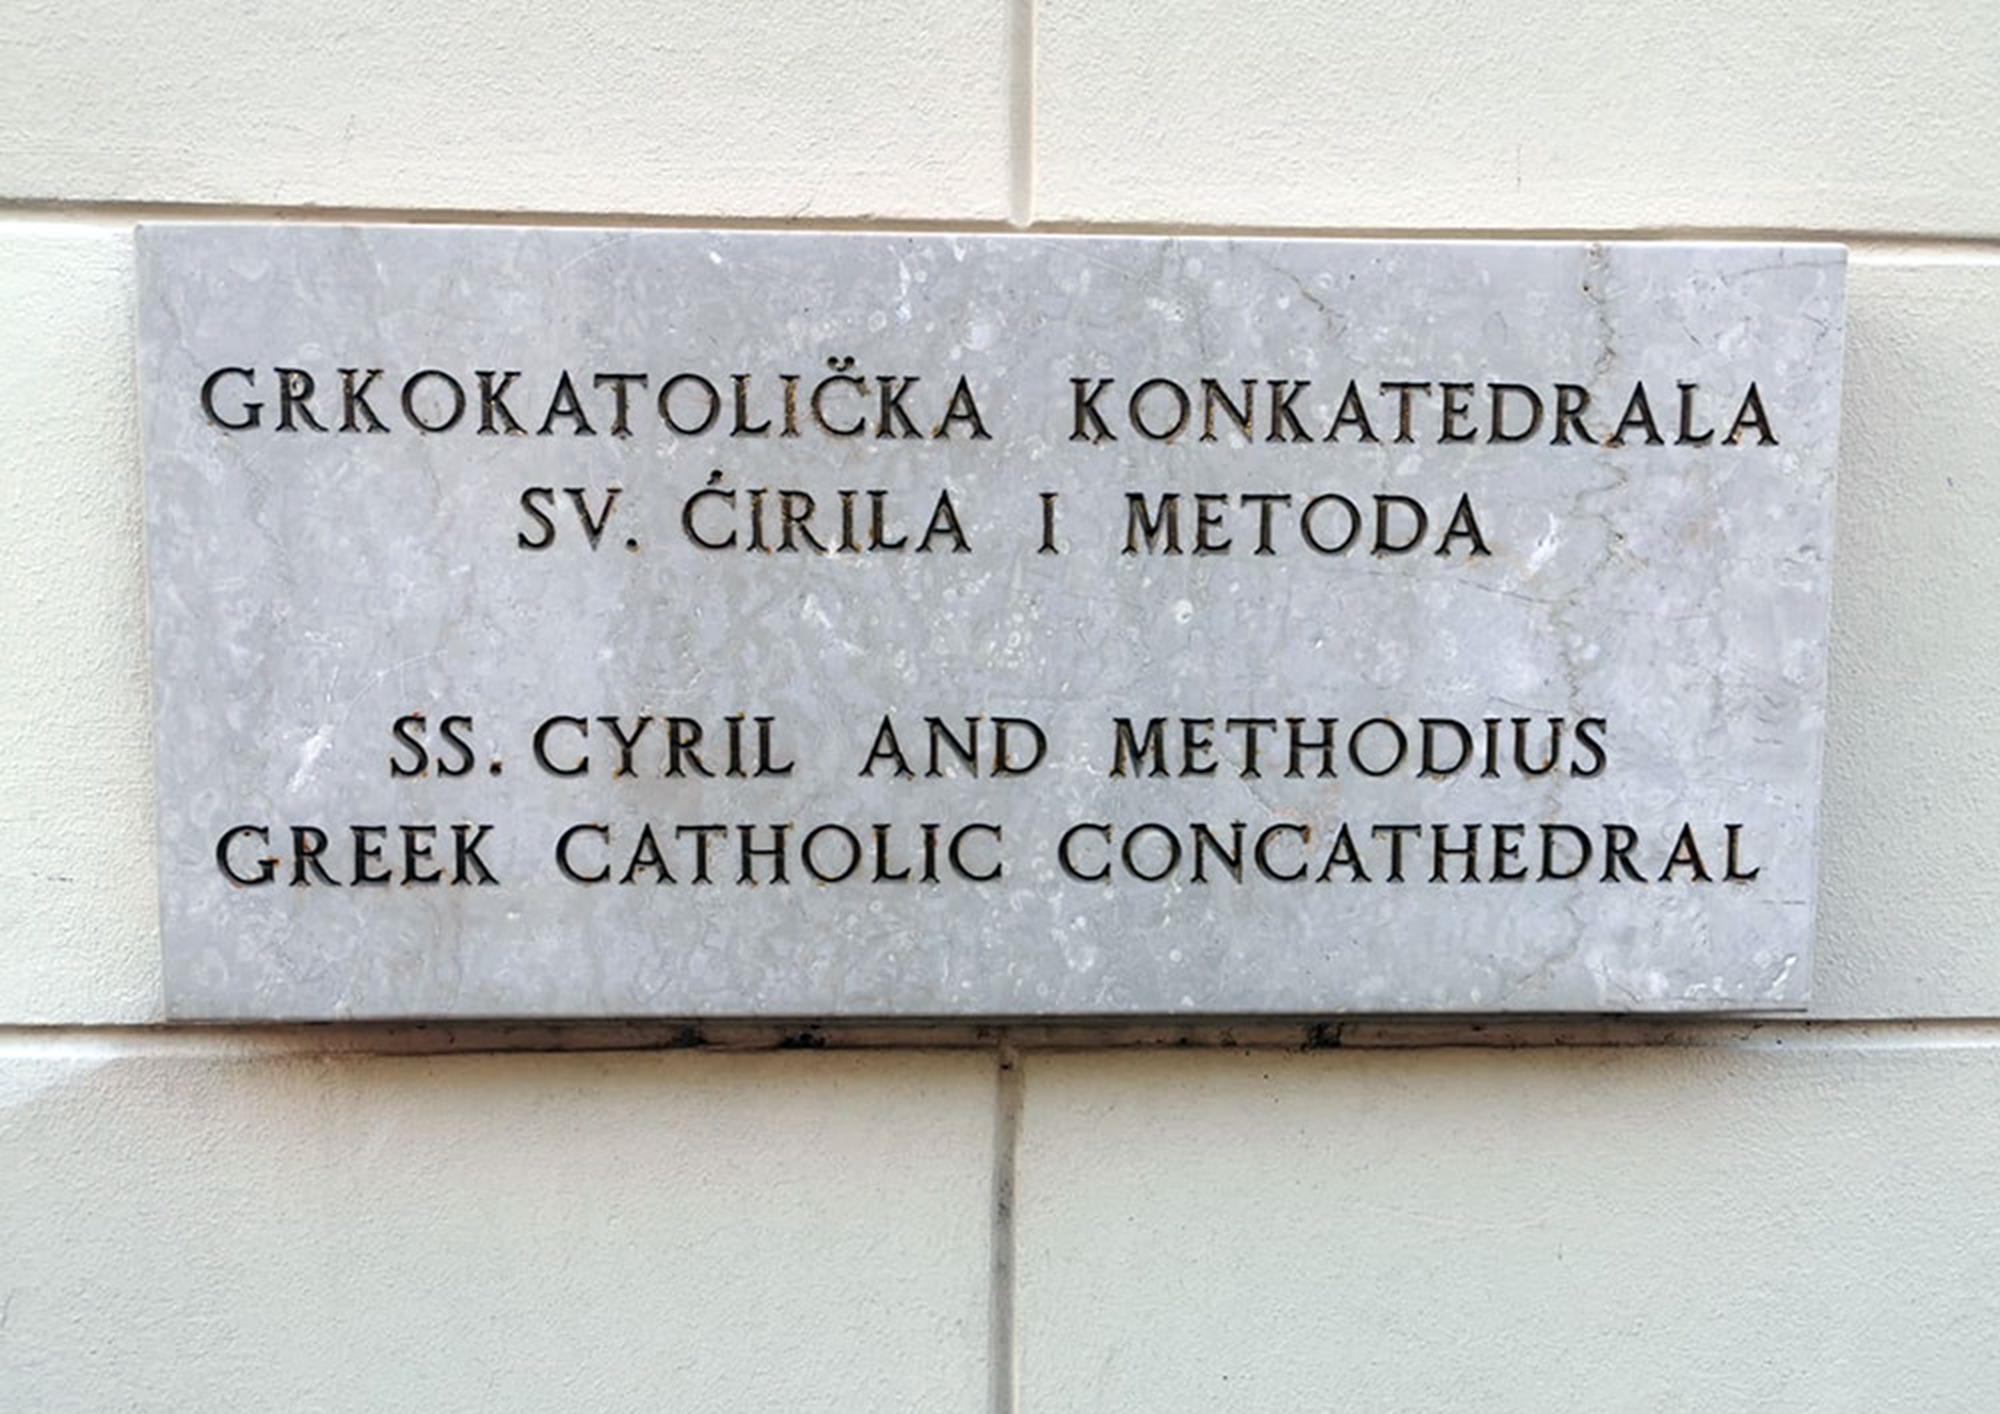 GRKOKATOLIČKA KONKATEDRALA
SV. ĆIRILA I METODA
SS. CYRIL AND METHODIUS
GREEK CATHOLIC CONCATHEDRAL